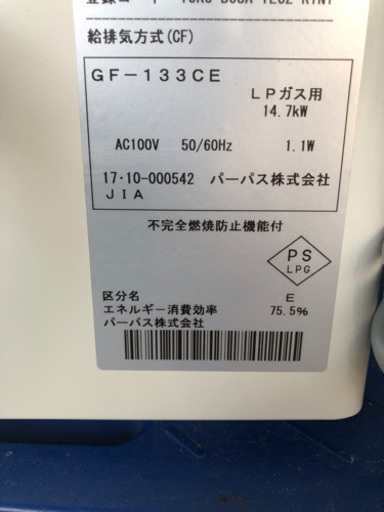 給排気方式(CF)
GF-133CE
LPガス用
14.7kW
AC100V 50/60Hz 1.1W
17・10-000542 パーパス株式会社
JIA
不完全燃焼防止機能付
PS
LPG
区分名 E
エネルギー消費効率 75.5%
パーパス株式会社